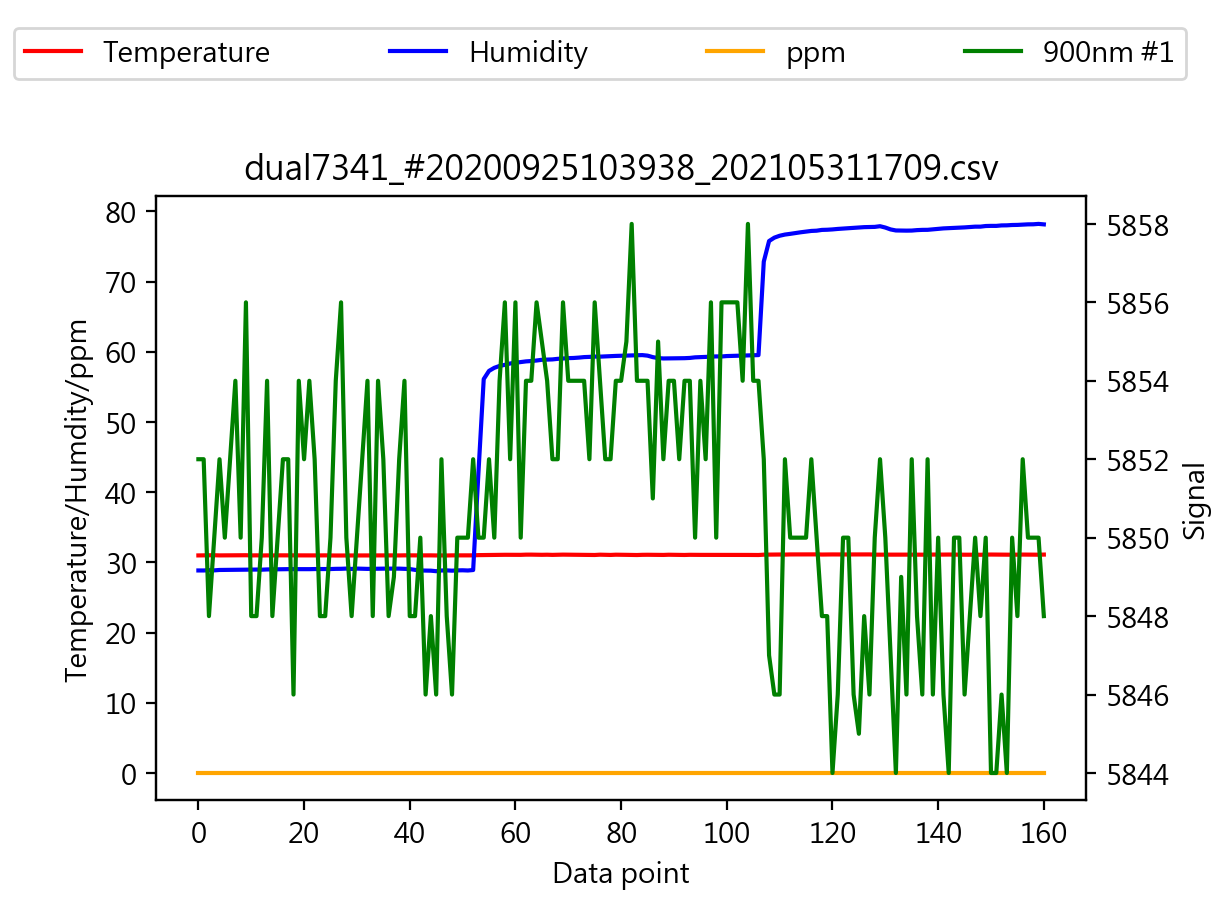 Temperature Humidity ppm 900nm #1
dual7341_#20200925103938_202105311709.csv
Temperature/Humdity/ppm
80
70
60
50
40
30
20
10
0
5858
5856
5854
5852
5850
5848
5846
5844
Signal
0 20 40 60 80 100 120 140 160
Data point